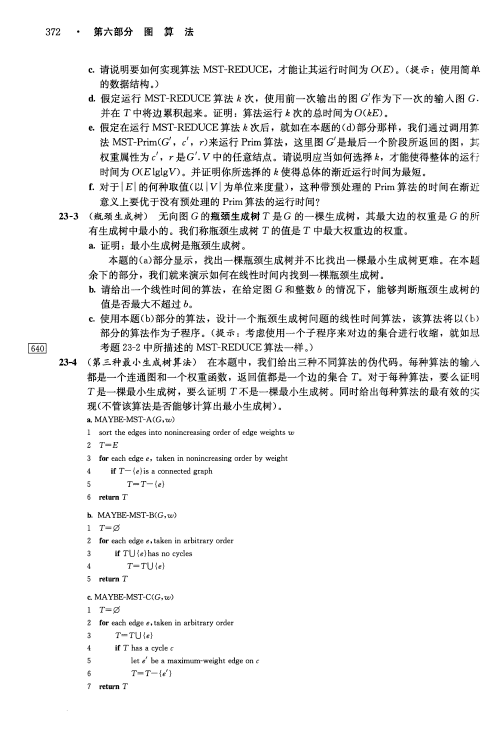 372 · 第六部分 图 算 法
c. 请说明要如何实现算法 MST-REDUCE，才能让其运行时间为 O(E)。(提示：使用简单
的数据结构。)
d. 假定运行 MST-REDUCE 算法 k 次，使用前一次输出的图 G′作为下一次的输入图 G，
并在 T 中将边累积起来。证明：算法运行 k 次的总时间为 O(kE)。
e. 假定在运行 MST-REDUCE 算法 k 次后，就如在本题的(d)部分那样，我们通过调用算
法 MST-Prim(G′，c′，r)来运行 Prim 算法，这里图 G′是最后一个阶段所返回的图，其
权重属性为 c′，r 是 G′.V 中的任意结点。请说明应当如何选择 k，才能使得整体的运行
时间为 O(E lglgV)。并证明你所选择的 k 使得总体的渐近运行时间为最短。
f. 对于|E|的何种取值(以|V|为单位来度量)，这种带预处理的 Prim 算法的时间在渐近
意义上要优于没有预处理的 Prim 算法的运行时间？
23-3 (瓶颈生成树) 无向图 G 的瓶颈生成树 T 是 G 的一棵生成树，其最大边的权重是 G 的所
有生成树中最小的。我们称瓶颈生成树 T 的值是 T 中最大权重边的权重。
a. 证明：最小生成树是瓶颈生成树。
本题的(a)部分显示，找出一棵瓶颈生成树并不比找出一棵最小生成树更难。在本题
余下的部分，我们就来演示如何在线性时间内找到一棵瓶颈生成树。
b. 请给出一个线性时间的算法，在给定图 G 和整数 b 的情况下，能够判断瓶颈生成树的
值是否最大不超过 b。
c. 使用本题(b)部分的算法，设计一个瓶颈生成树问题的线性时间算法，该算法将以(b)
部分的算法作为子程序。(提示：考虑使用一个子程序来对边的集合进行收缩，就如思
640 考题 23-2 中所描述的 MST-REDUCE 算法一样。)
23-4 (第三种最小生成树算法) 在本题中，我们给出三种不同算法的伪代码。每种算法的输入
都是一个连通图和一个权重函数，返回值都是一个边的集合 T。对于每种算法，要么证明
T 是一棵最小生成树，要么证明 T 不是一棵最小生成树。同时给出每种算法的最有效的实
现(不管该算法是否能够计算出最小生成树)。
a. MAYBE-MST-A(G,w)
1 sort the edges into nonincreasing order of edge weights w
2 T=E
3 for each edge e, taken in nonincreasing order by weight
4 if T−{e}is a connected graph
5 T=T−{e}
6 return T
b. MAYBE-MST-B(G,w)
1 T=∅
2 for each edge e,taken in arbitrary order
3 if T∪{e}has no cycles
4 T=T∪{e}
5 return T
c. MAYBE-MST-C(G,w)
1 T=∅
2 for each edge e,taken in arbitrary order
3 T=T∪{e}
4 if T has a cycle c
5 let e′ be a maximum-weight edge on c
6 T=T−{e′}
7 return T